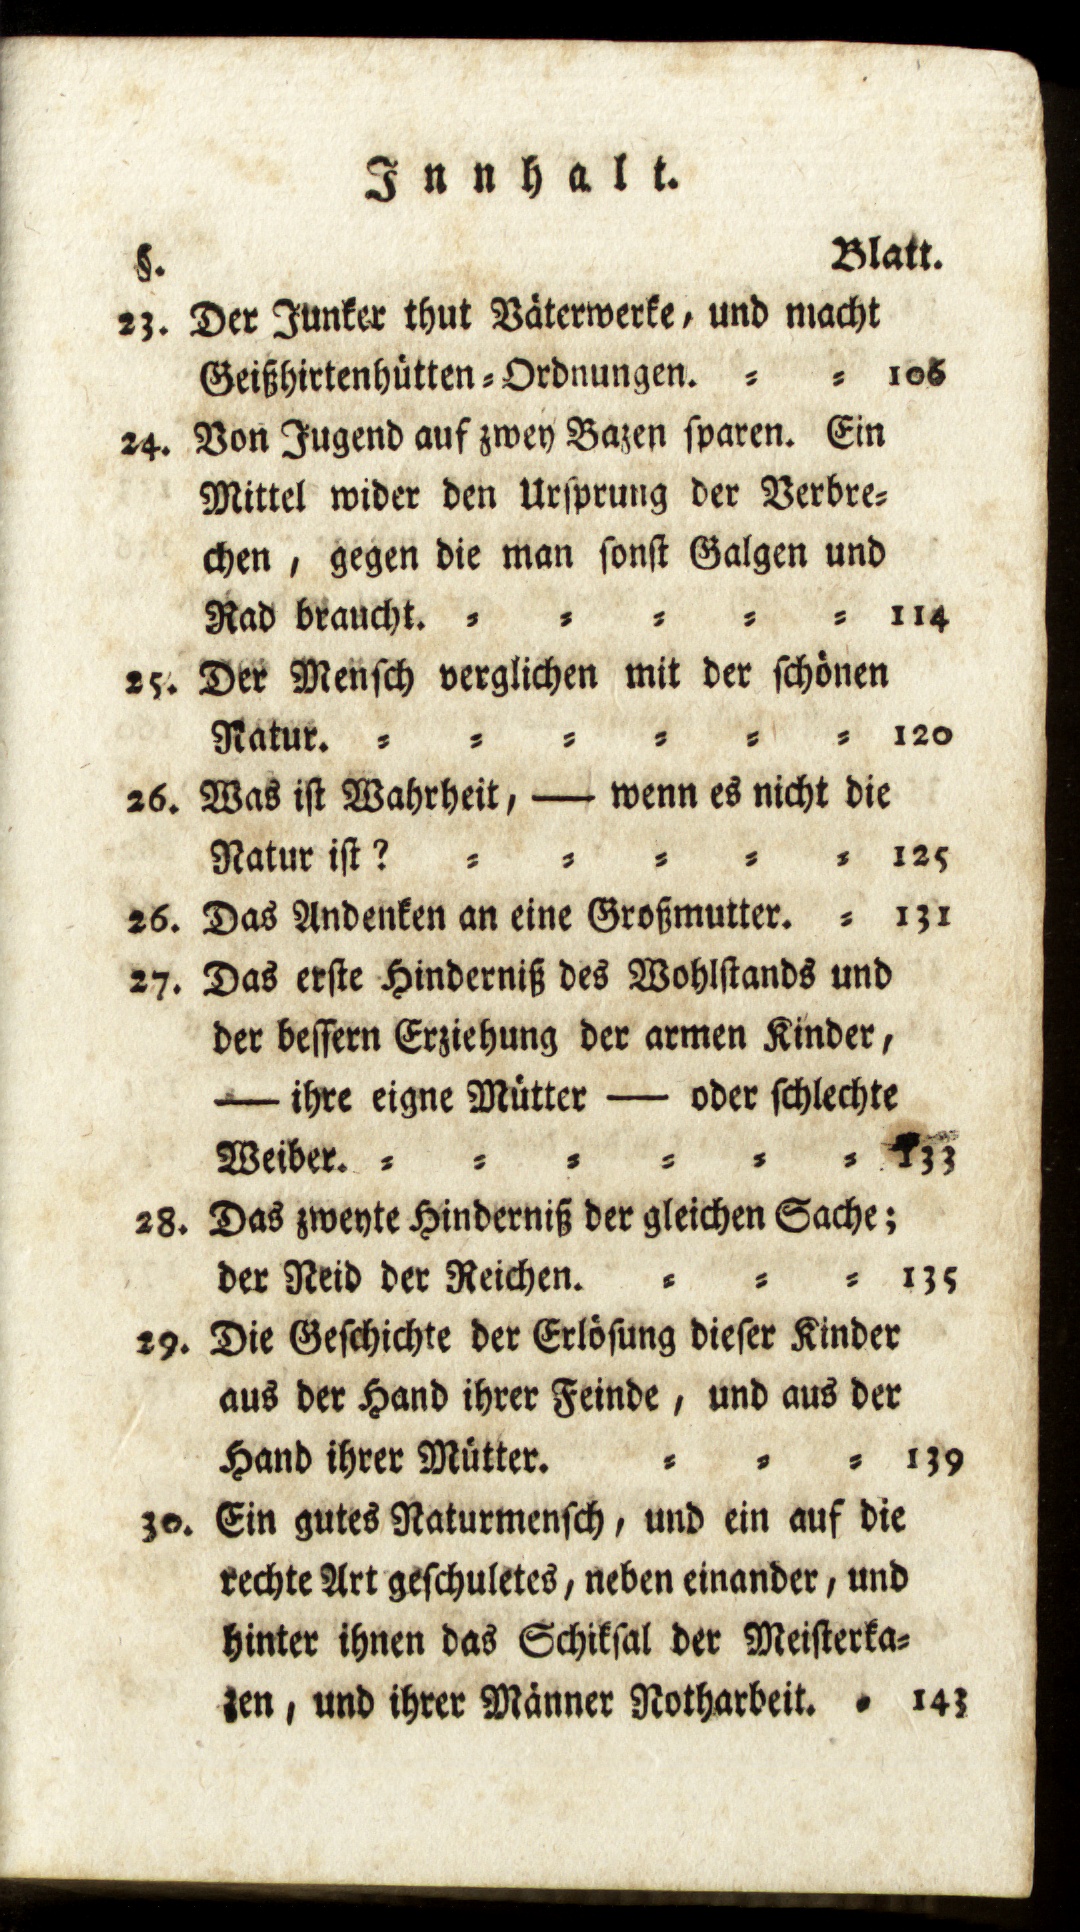 Innhalt.
§. Blatt.
23. Der Junker thut Väterwerke, und macht
Geißhirtenhütten=Ordnungen. = = 106
24. Von Jugend auf zwey Bazen sparen. Ein
Mittel wider den Ursprung der Verbre=
chen, gegen die man sonst Galgen und
Rad braucht. = = = = = 114
25. Der Mensch verglichen mit der schönen
Natur. = = = = = = 120
26. Was ist Wahrheit, — wenn es nicht die
Natur ist? = = = = = 125
26. Das Andenken an eine Großmutter. = 131
27. Das erste Hinderniß des Wohlstands und
der bessern Erziehung der armen Kinder,
— ihre eigne Mütter — oder schlechte
Weiber. = = = = = = 133
28. Das zweyte Hinderniß der gleichen Sache;
der Neid der Reichen. = = = 135
29. Die Geschichte der Erlösung dieser Kinder
aus der Hand ihrer Feinde, und aus der
Hand ihrer Mütter. = = = 139
30. Ein gutes Naturmensch, und ein auf die
rechte Art geschuletes, neben einander, und
hinter ihnen das Schiksal der Meisterka=
zen, und ihrer Männer Notharbeit. = 143